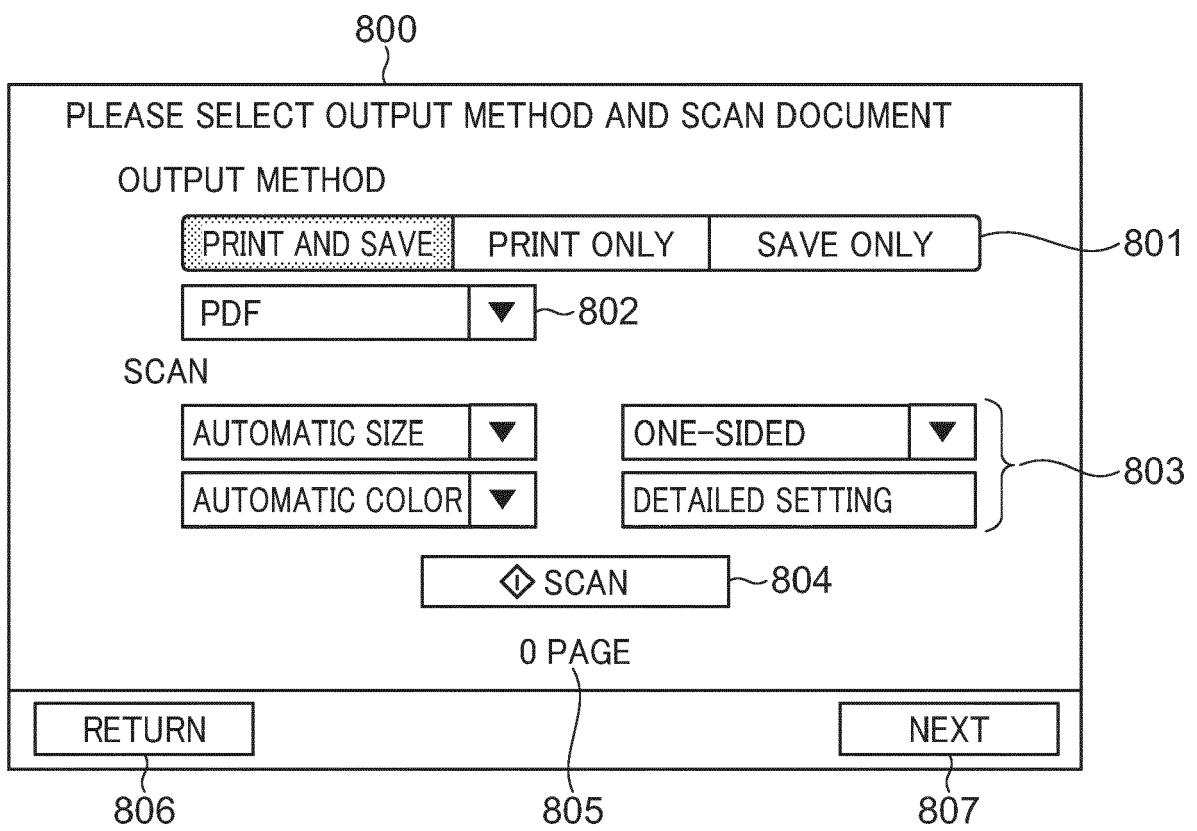 800
PLEASE SELECT OUTPUT METHOD AND SCAN DOCUMENT
OUTPUT METHOD
PRINT AND SAVE PRINT ONLY SAVE ONLY 801
PDF 802
SCAN
AUTOMATIC SIZE ONE-SIDED
803
AUTOMATIC COLOR DETAILED SETTING
SCAN 804
0 PAGE
RETURN NEXT
806 805 807